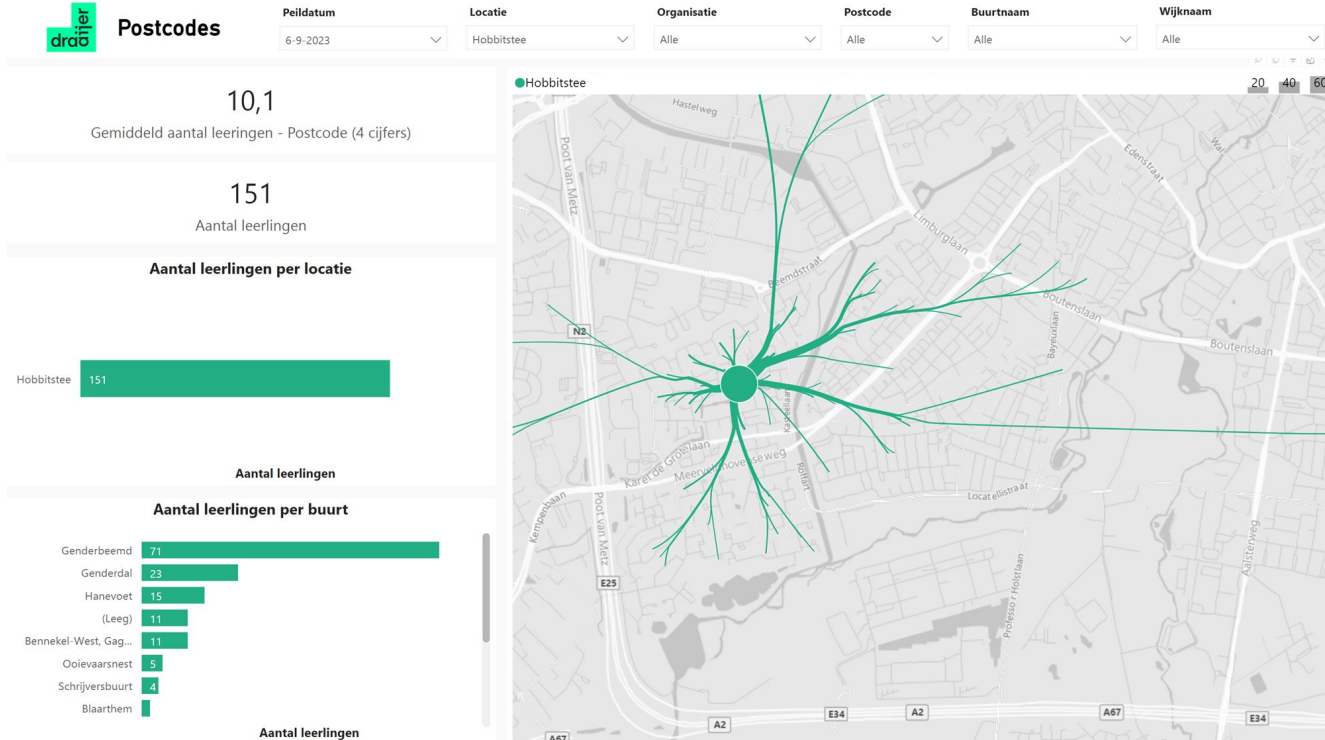 draaijer
Postcodes
Peildatum
6-9-2023
Locatie
Hobbitstee
Organisatie
Alle
Postcode
Alle
Buurtnaam
Alle
Wijknaam
Alle
10,1
Gemiddeld aantal leeringen - Postcode (4 cijfers)
151
Aantal leerlingen
Aantal leerlingen per locatie
Hobbitstee 151
Aantal leerlingen
Aantal leerlingen per buurt
Genderbeemd 71
Genderdal 23
Hanevoet 15
(Leeg) 11
Bennekel-West, Gag... 11
Ooievaarsnest 5
Schrijversbuurt 4
Blaarthem
Aantal leerlingen
Hobbitstee
20 40 60
Hastelweg
Poot van Metz
Edenstraat
Wal
Limburglaan
Beemdstraat
Boutenslaan
N2
Bayeuxlaan
Boutenslaan
Kasteellaan
Karel de Grotelaan
Meerveldhovenseweg
Roffart
Kempenbaan
Poot van Metz
Locatellistraat
Aalsterweg
E25
Professor Holstlaan
A2
E34
A2
A67
E34
A67